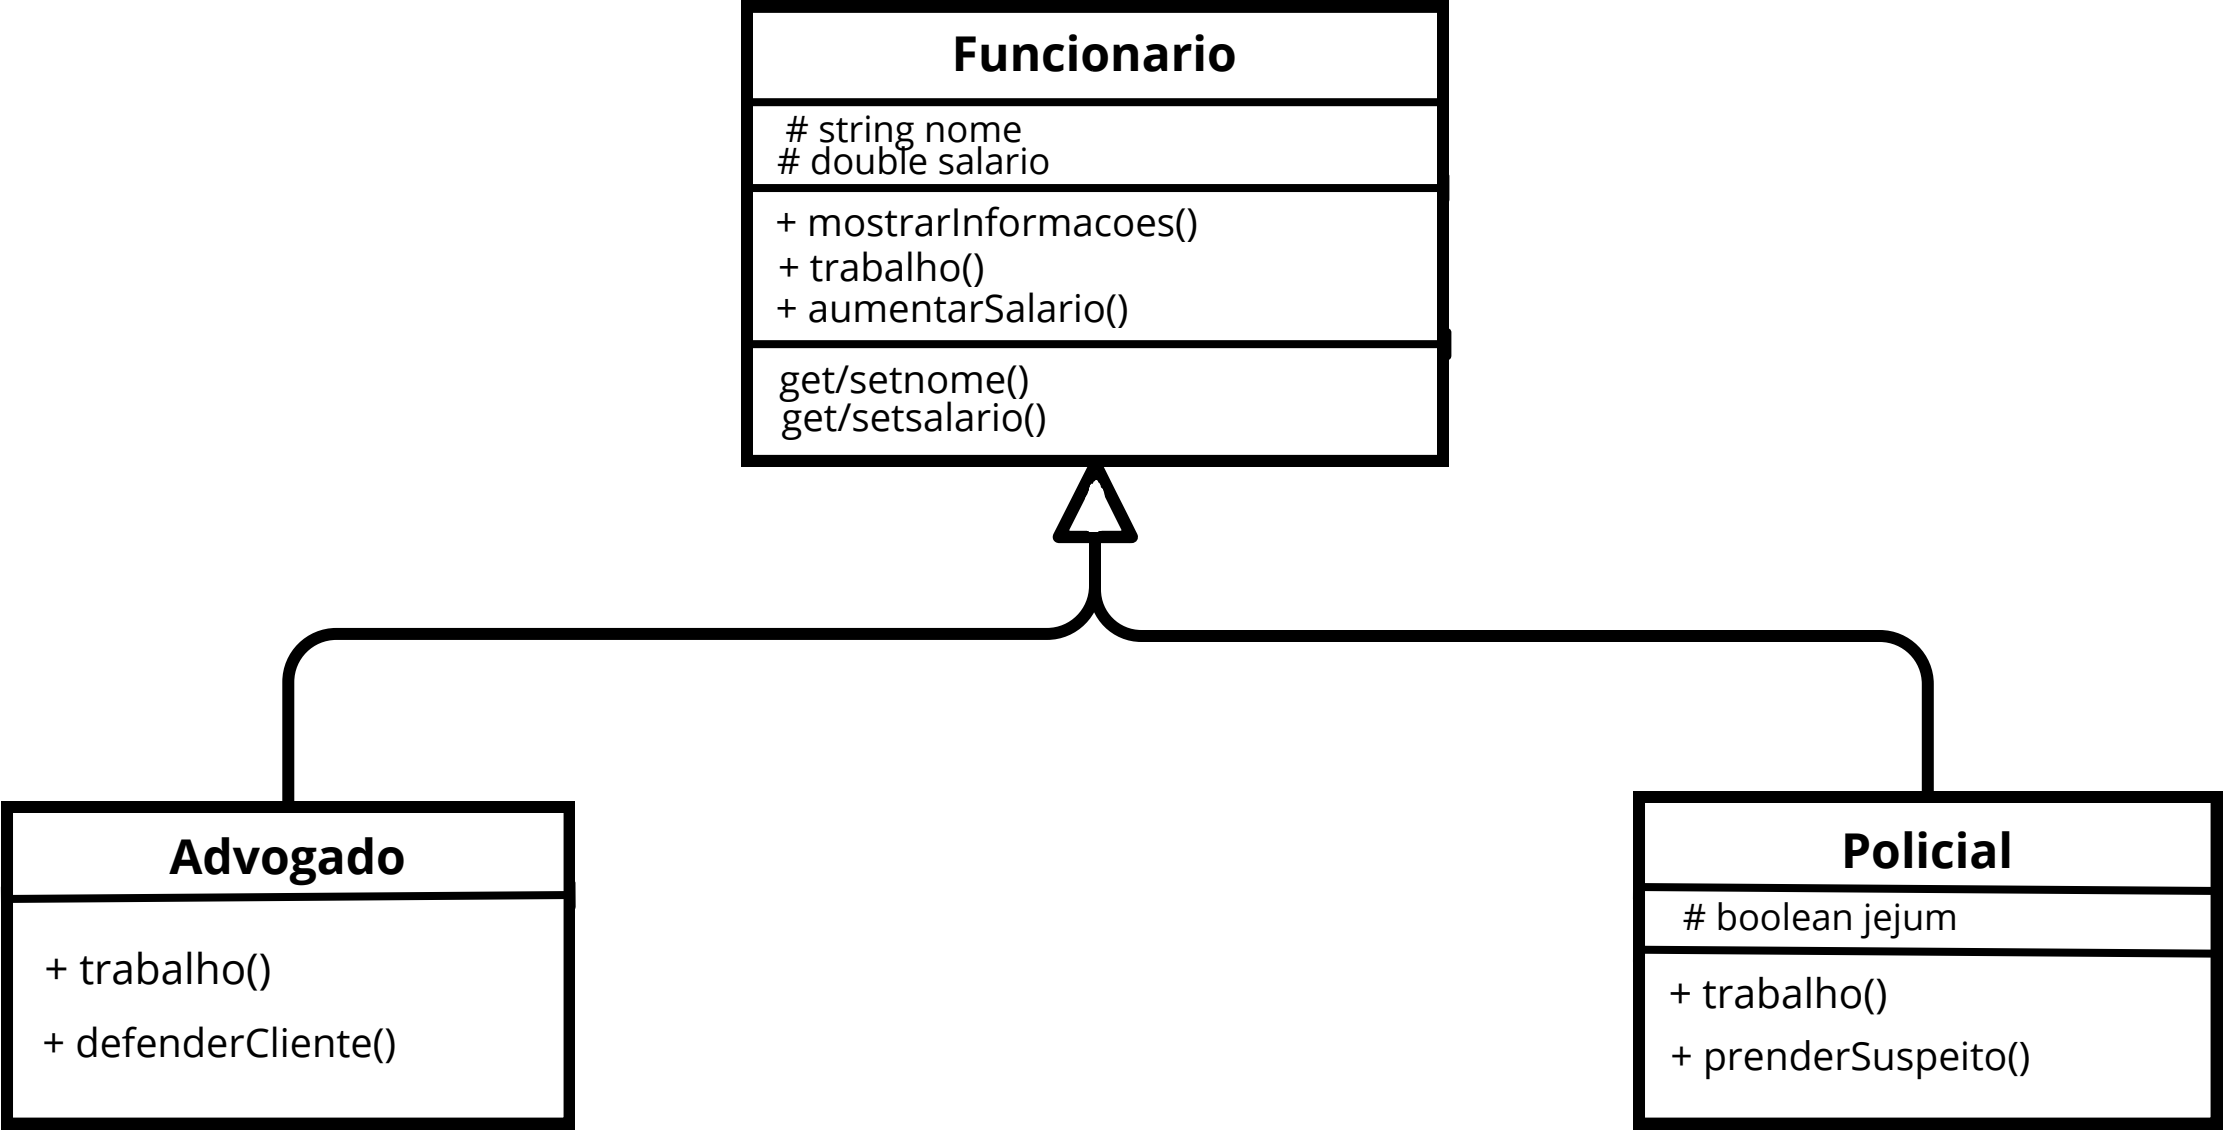 Funcionario
# string nome
# double salario
+ mostrarInformacoes()
+ trabalho()
+ aumentarSalario()
get/setnome()
get/setsalario()
Advogado
+ trabalho()
+ defenderCliente()
Policial
# boolean jejum
+ trabalho()
+ prenderSuspeito()